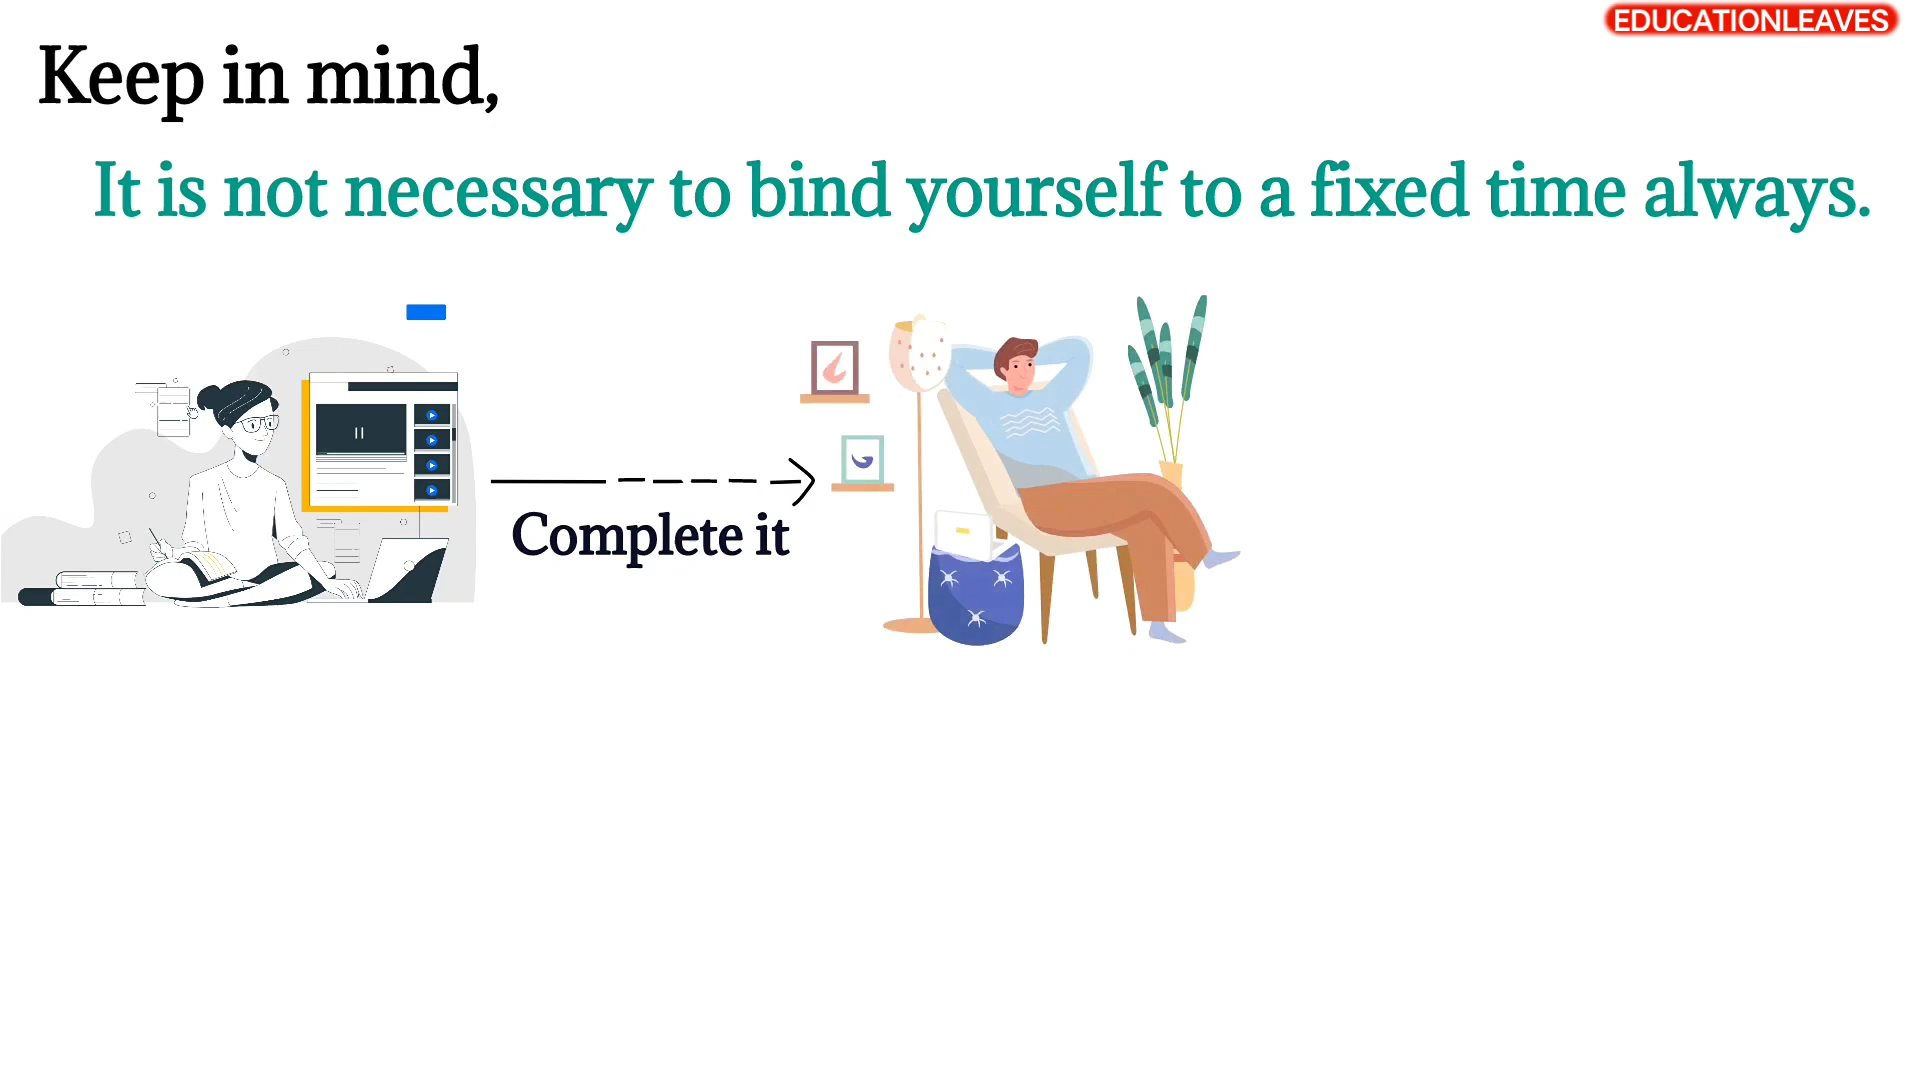 EDUCATIONLEAVES
Keep in mind,
It is not necessary to bind yourself to a fixed time always.
Complete it